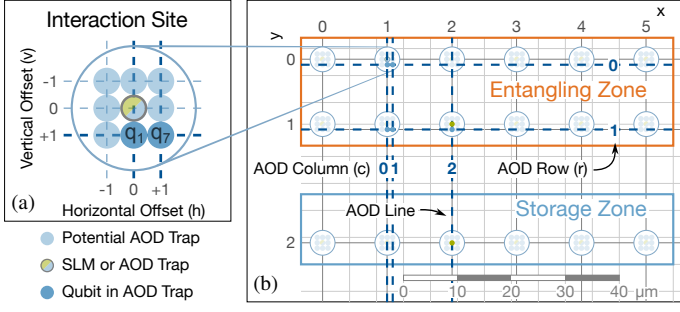 Interaction Site
Vertical Offset (v)
-1
0
+1
q1 q7
-1 0 +1
Horizontal Offset (h)
(a)
Potential AOD Trap
SLM or AOD Trap
Qubit in AOD Trap
x
0 1 2 3 4 5
y
0
0
Entangling Zone
1
1
AOD Column (c) 0 1 2 AOD Row (r)
AOD Line
Storage Zone
2
(b)
0 10 20 30 40 μm